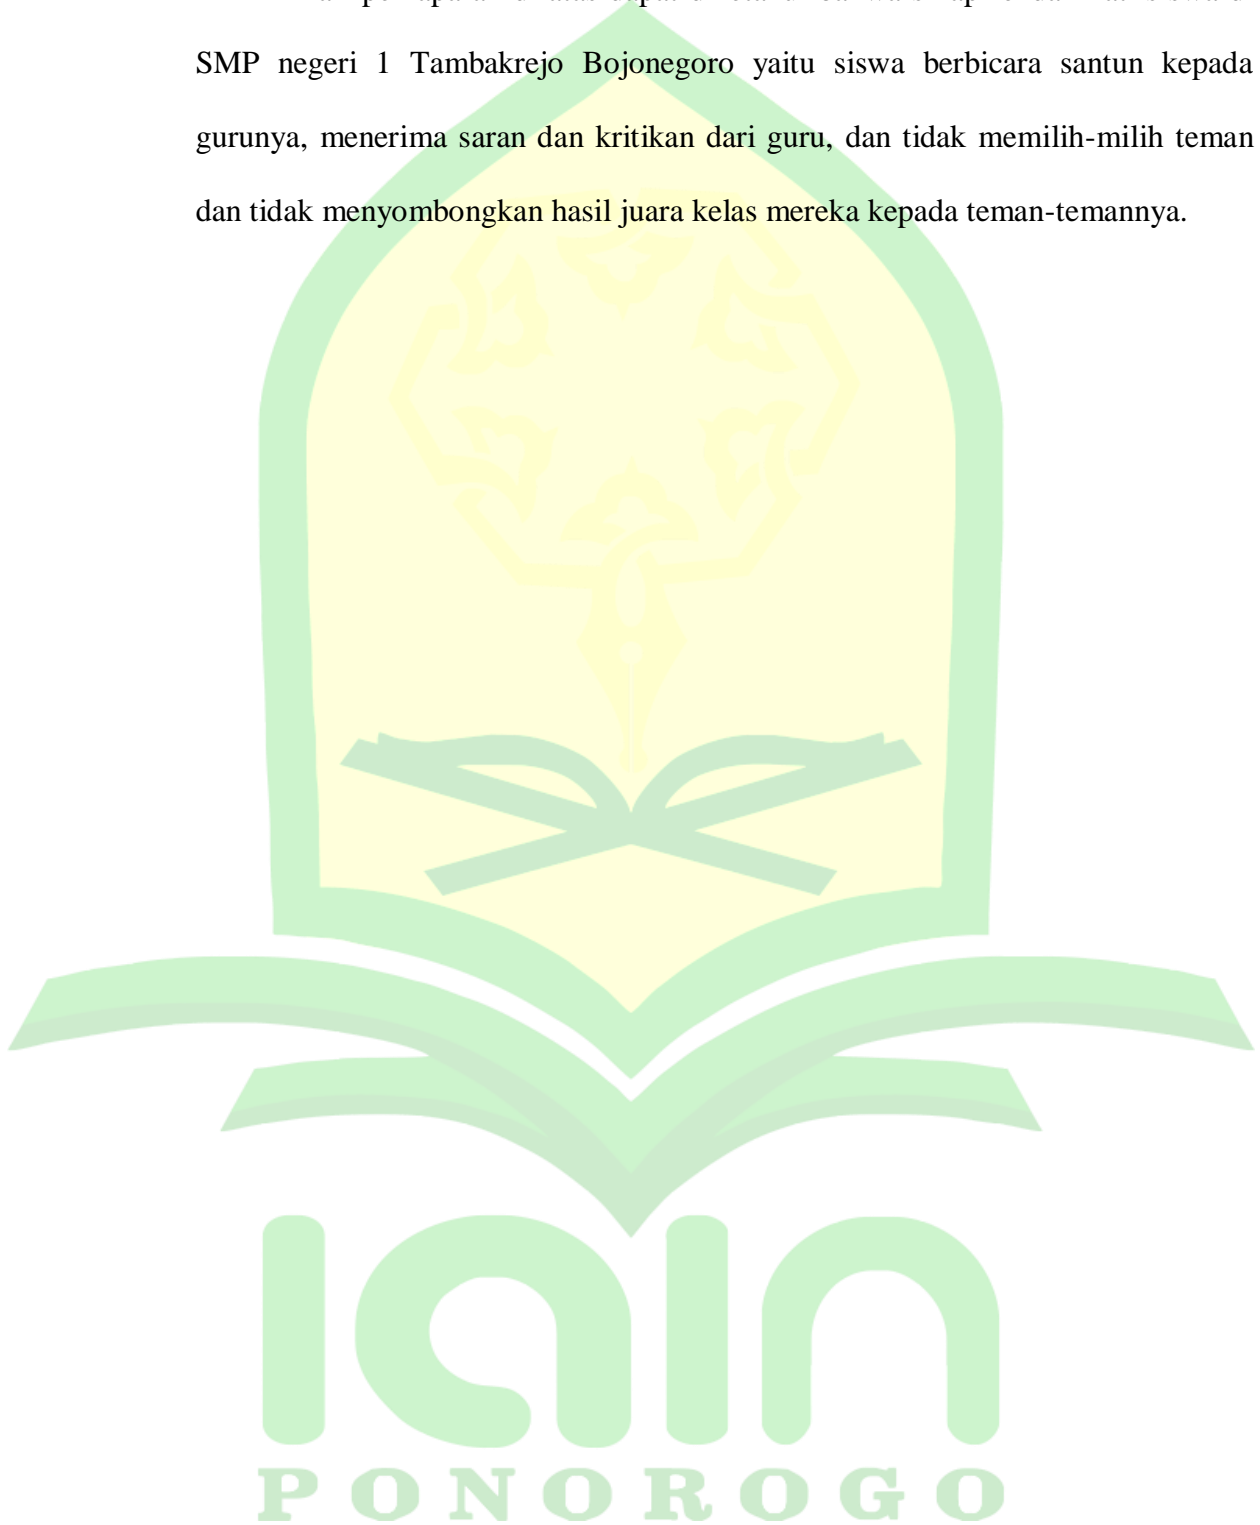 SMP negeri 1 Tambakrejo Bojonegoro yaitu siswa berbicara santun kepada
gurunya, menerima saran dan kritikan dari guru, dan tidak memilih-milih teman
dan tidak menyombongkan hasil juara kelas mereka kepada teman-temannya.
iain
PONOROGO